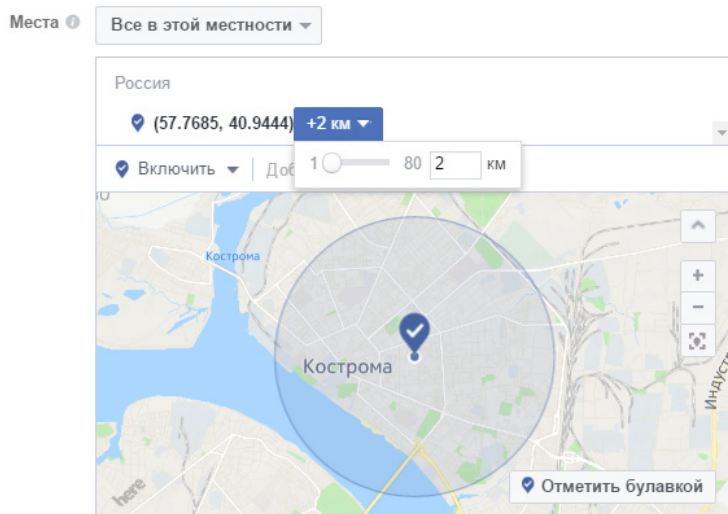 Места
Все в этой местности
Россия
(57.7685, 40.9444) +2 км
1 80 2 км
Включить
Кострома
Кострома
here
Отметить булавкой